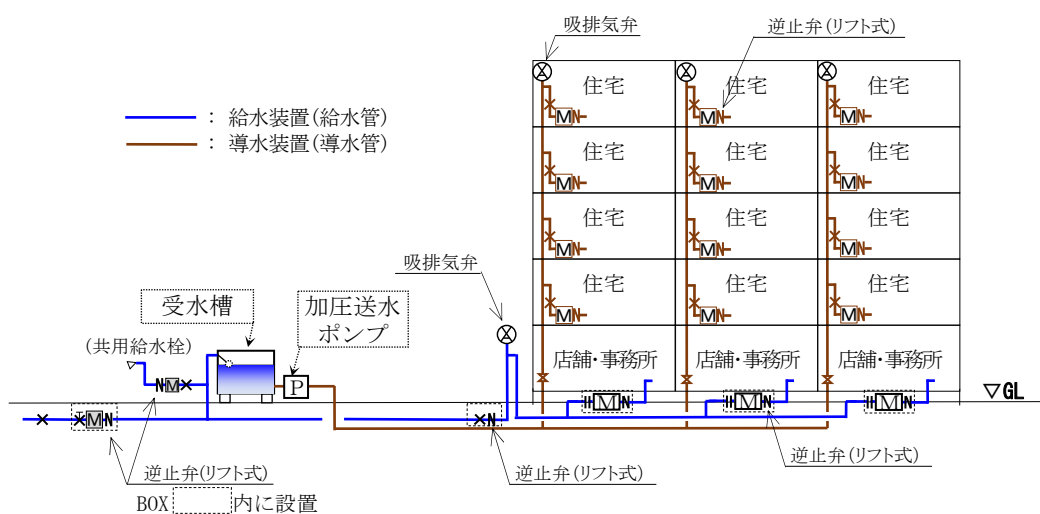 吸排気弁
逆止弁(リフト式)
住宅
住宅
住宅
M N
M N
M N
━━ : 給水装置(給水管)
━━ : 導水装置(導水管)
住宅
住宅
住宅
M N
M N
M N
住宅
住宅
住宅
M N
M N
M N
吸排気弁
住宅
住宅
住宅
M N
M N
M N
受水槽
加圧送水
ポンプ
(共用給水栓)
店舗・事務所
店舗・事務所
店舗・事務所
N M
P
▽GL
M N
N
M N
M N
M N
逆止弁(リフト式)
逆止弁(リフト式)
逆止弁(リフト式)
BOX 内に設置